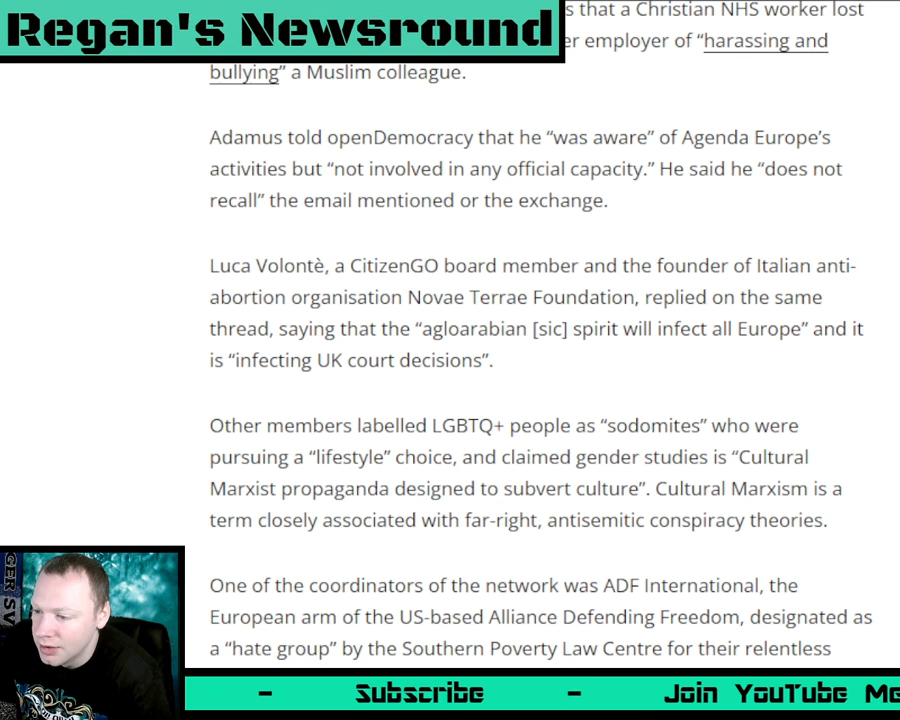 Regan's Newsround
s that a Christian NHS worker lost
er employer of “harassing and
bullying” a Muslim colleague.
Adamus told openDemocracy that he “was aware” of Agenda Europe’s
activities but “not involved in any official capacity.” He said he “does not
recall” the email mentioned or the exchange.
Luca Volontè, a CitizenGO board member and the founder of Italian anti-
abortion organisation Novae Terrae Foundation, replied on the same
thread, saying that the “agloarabian [sic] spirit will infect all Europe” and it
is “infecting UK court decisions”.
Other members labelled LGBTQ+ people as “sodomites” who were
pursuing a “lifestyle” choice, and claimed gender studies is “Cultural
Marxist propaganda designed to subvert culture”. Cultural Marxism is a
term closely associated with far-right, antisemitic conspiracy theories.
One of the coordinators of the network was ADF International, the
European arm of the US-based Alliance Defending Freedom, designated as
a “hate group” by the Southern Poverty Law Centre for their relentless
- Subscribe - Join YouTube Me